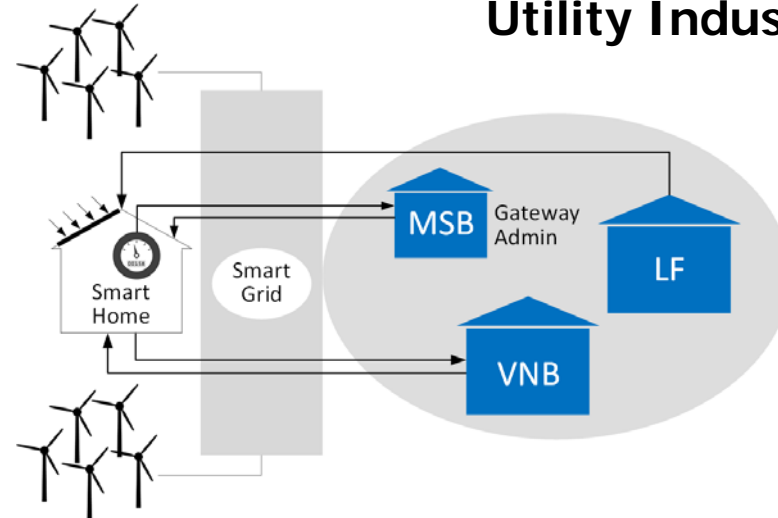 Utility Indus
MSB
Gateway
Admin
LF
Smart
Grid
Smart
Home
VNB